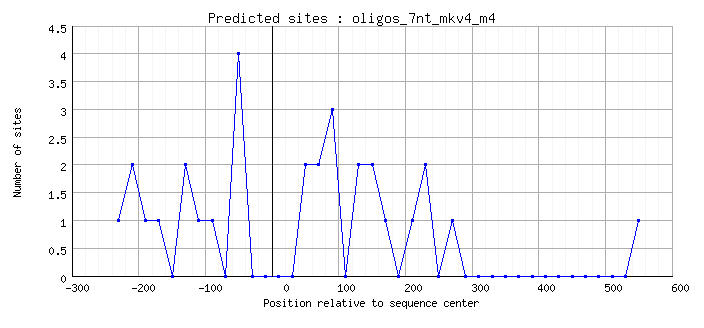 Predicted sites : oligos_7nt_mkv4_m4
4.5
4
3.5
3
2.5
2
1.5
1
0.5
0
Number of sites
-300 -200 -100 0 100 200 300 400 500 600
Position relative to sequence center